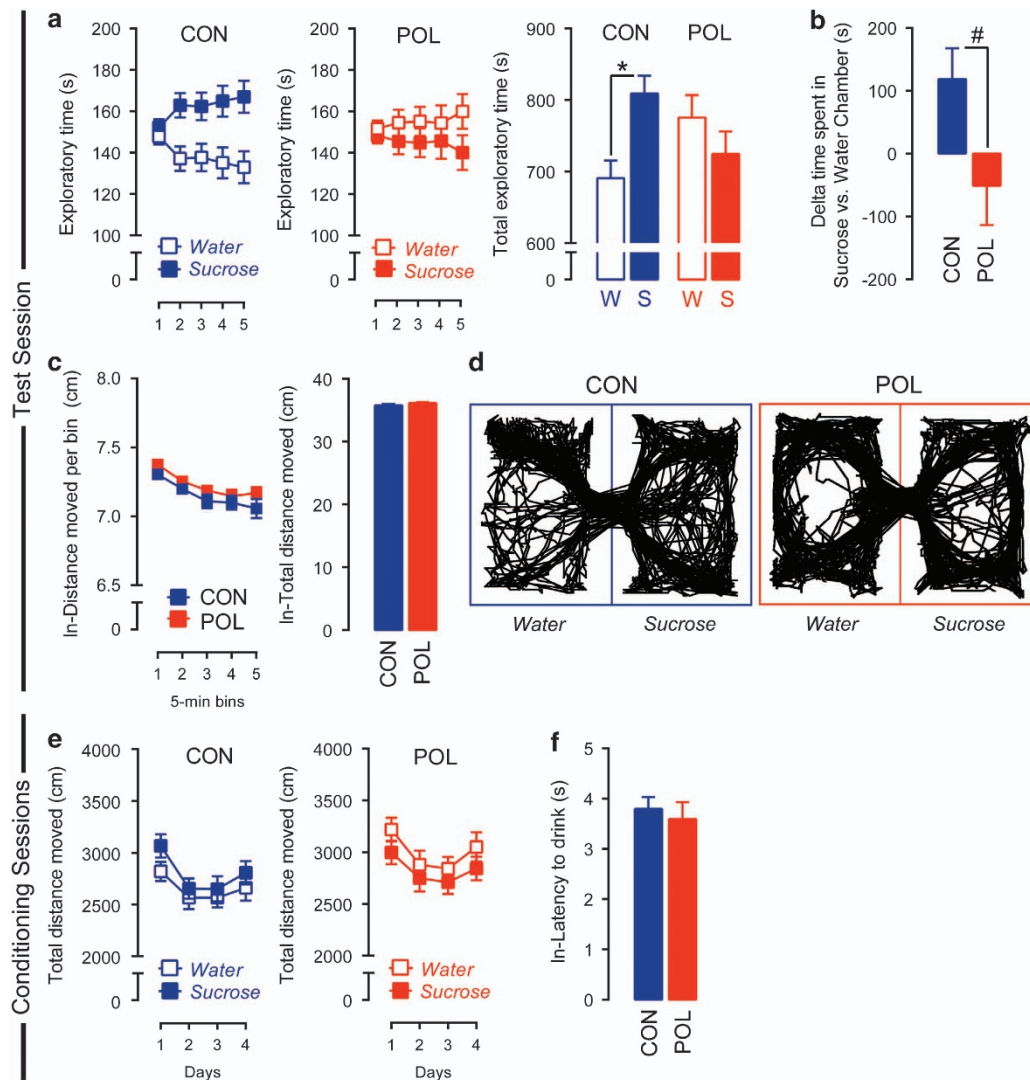 Test Session
a
CON
Exploratory time (s)
200
180
160
140
120
100
0
Water
Sucrose
1 2 3 4 5
POL
Exploratory time (s)
200
180
160
140
120
100
0
Water
Sucrose
1 2 3 4 5
CON POL
Total exploratory time (s)
900
800
700
600
0
*
W S W S
b
Delta time spent in
Sucrose vs. Water Chamber (s)
200
100
0
-100
-200
#
CON
POL
c
In-Distance moved per bin (cm)
8.0
7.5
7.0
6.5
0
CON
POL
1 2 3 4 5
5-min bins
In-Total distance moved (cm)
40
30
20
10
0
CON
POL
d
CON POL
Water Sucrose Water Sucrose
Conditioning Sessions
e
CON
Total distance moved (cm)
4000
3500
3000
2500
2000
0
Water
Sucrose
1 2 3 4
Days
POL
Total distance moved (cm)
4000
3500
3000
2500
2000
0
Water
Sucrose
1 2 3 4
Days
f
In-Latency to drink (s)
5
4
3
2
1
0
CON
POL